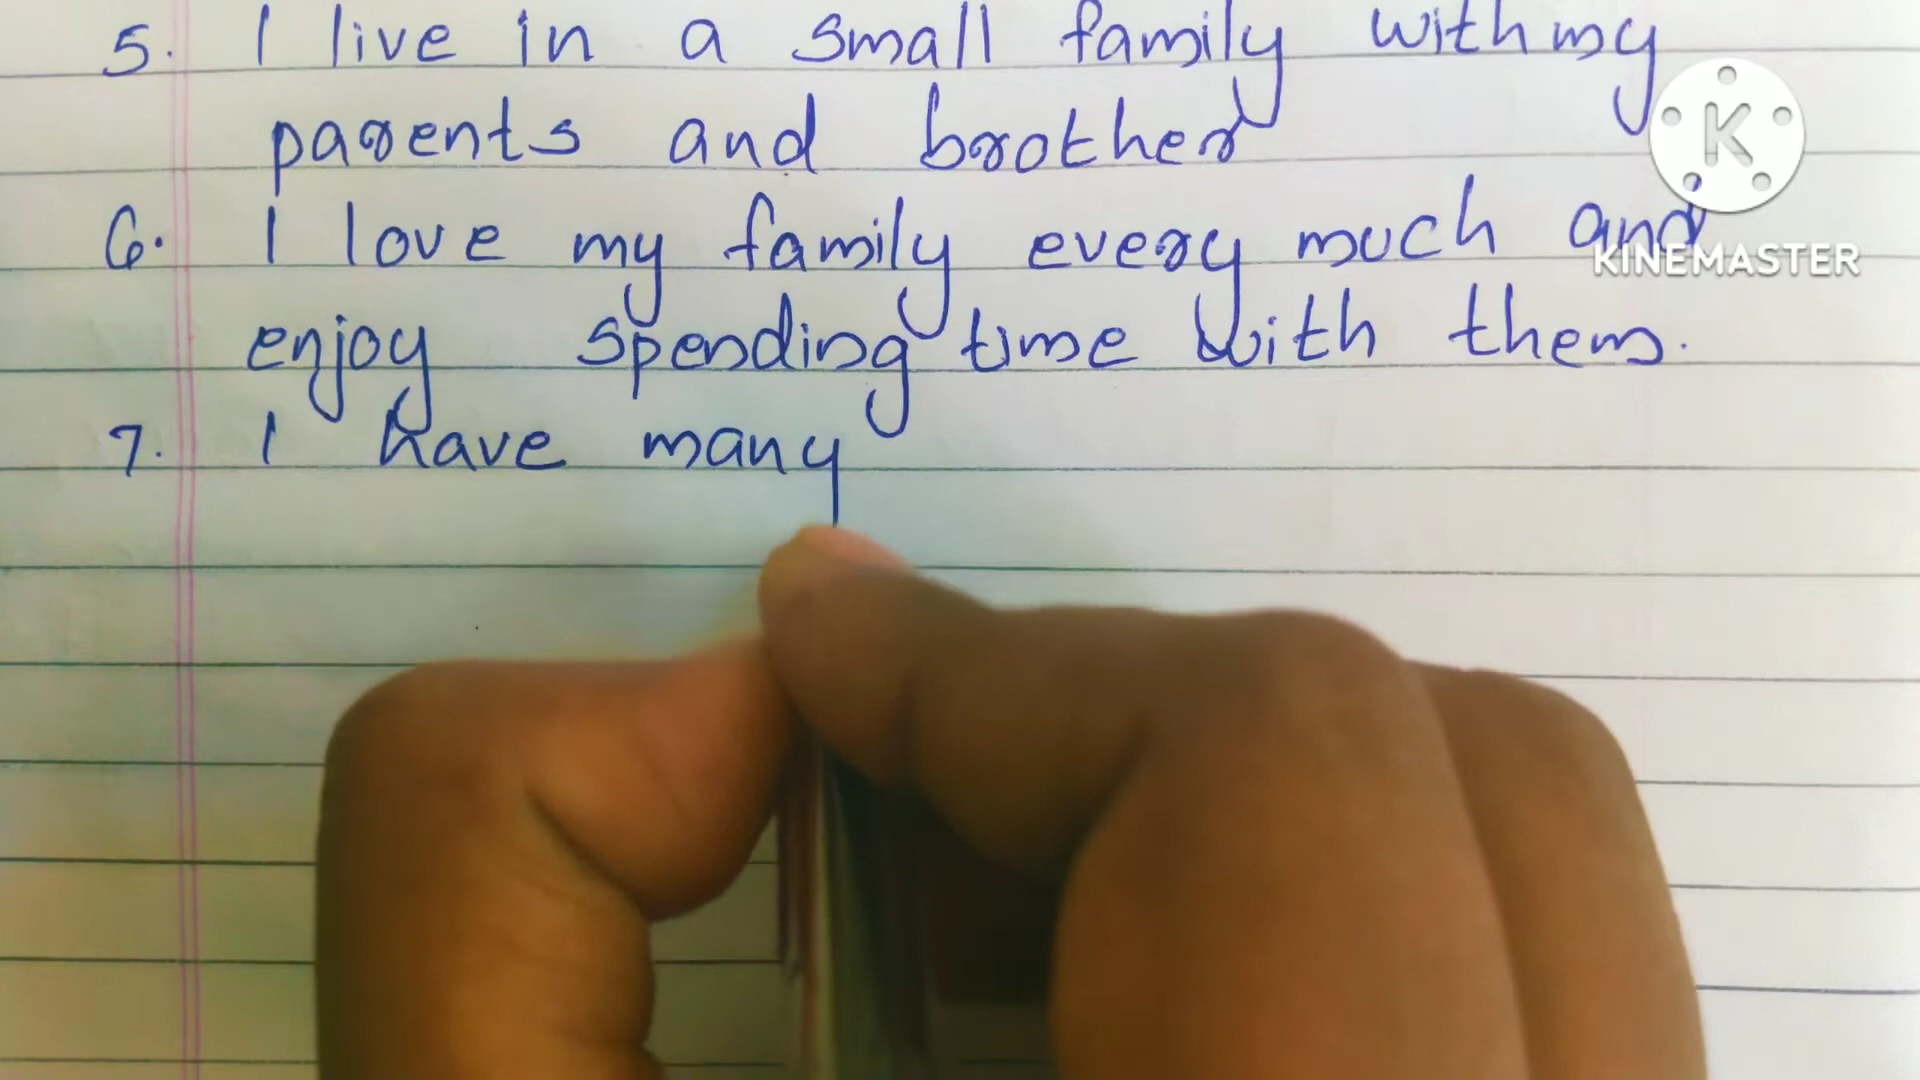 5. I live in a small family with my
parents and brother
6. I love my family every much and
enjoy spending time with them.
7. I have many
K
KINEMASTER